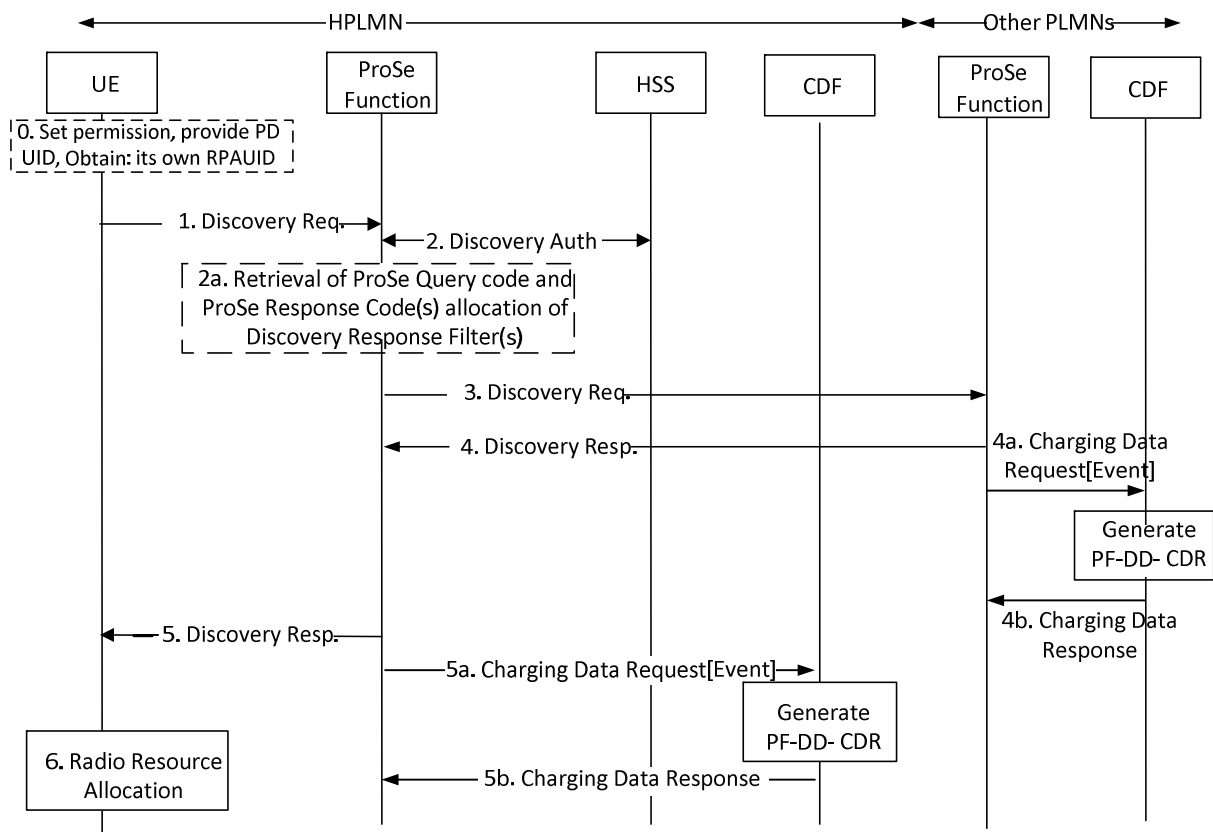 HPLMN
Other PLMNs
UE
ProSe
Function
HSS
CDF
ProSe
Function
CDF
0. Set permission, provide PD
UID, Obtain: its own RPAUID
1. Discovery Req.
2. Discovery Auth
2a. Retrieval of ProSe Query code and
ProSe Response Code(s) allocation of
Discovery Response Filter(s)
3. Discovery Req.
4. Discovery Resp.
4a. Charging Data
Request[Event]
Generate
PF-DD- CDR
4b. Charging Data
Response
5. Discovery Resp.
5a. Charging Data Request[Event]
Generate
PF-DD- CDR
5b. Charging Data Response
6. Radio Resource
Allocation